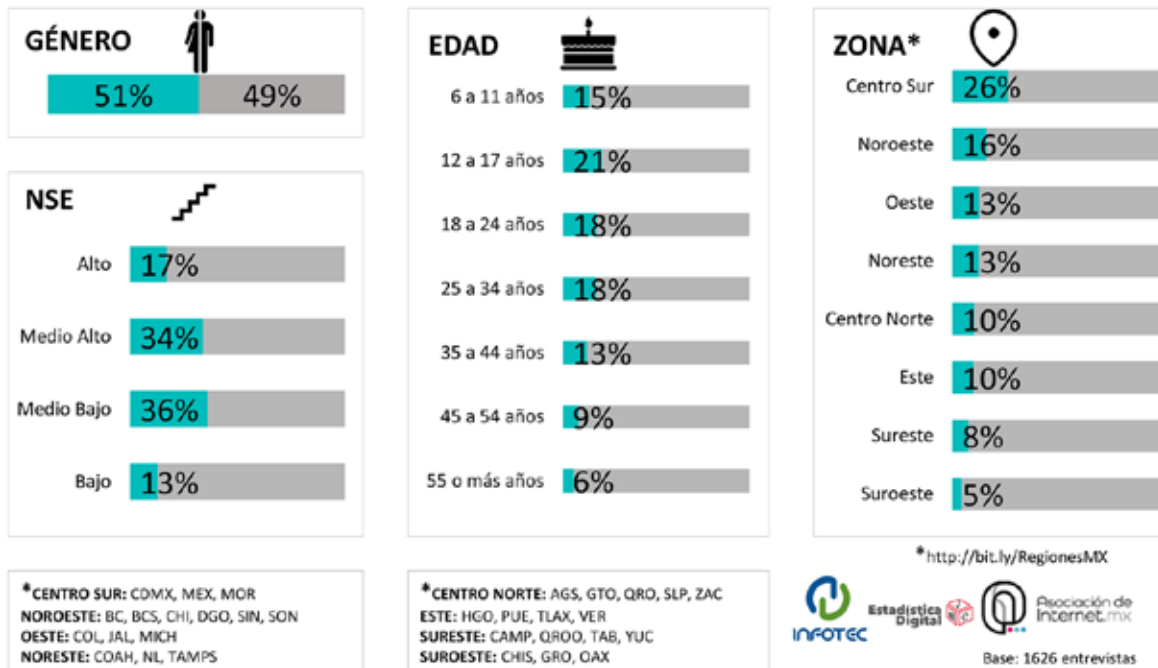 GÉNERO
51% 49%
NSE
Alto 17%
Medio Alto 34%
Medio Bajo 36%
Bajo 13%
EDAD
6 a 11 años 15%
12 a 17 años 21%
18 a 24 años 18%
25 a 34 años 18%
35 a 44 años 13%
45 a 54 años 9%
55 o más años 6%
ZONA*
Centro Sur 26%
Noroeste 16%
Oeste 13%
Noreste 13%
Centro Norte 10%
Este 10%
Sureste 8%
Suroeste 5%
*http://bit.ly/RegionesMX
*CENTRO SUR: CDMX, MEX, MOR
NOROESTE: BC, BCS, CHI, DGO, SIN, SON
OESTE: COL, JAL, MICH
NORESTE: COAH, NL, TAMPS
*CENTRO NORTE: AGS, GTO, QRO, SLP, ZAC
ESTE: HGO, PUE, TLAX, VER
SURESTE: CAMP, QROO, TAB, YUC
SUROESTE: CHIS, GRO, OAX
INFOTEC
Estadística
Digital
Asociación de
Internet.mx
Base: 1626 entrevistas